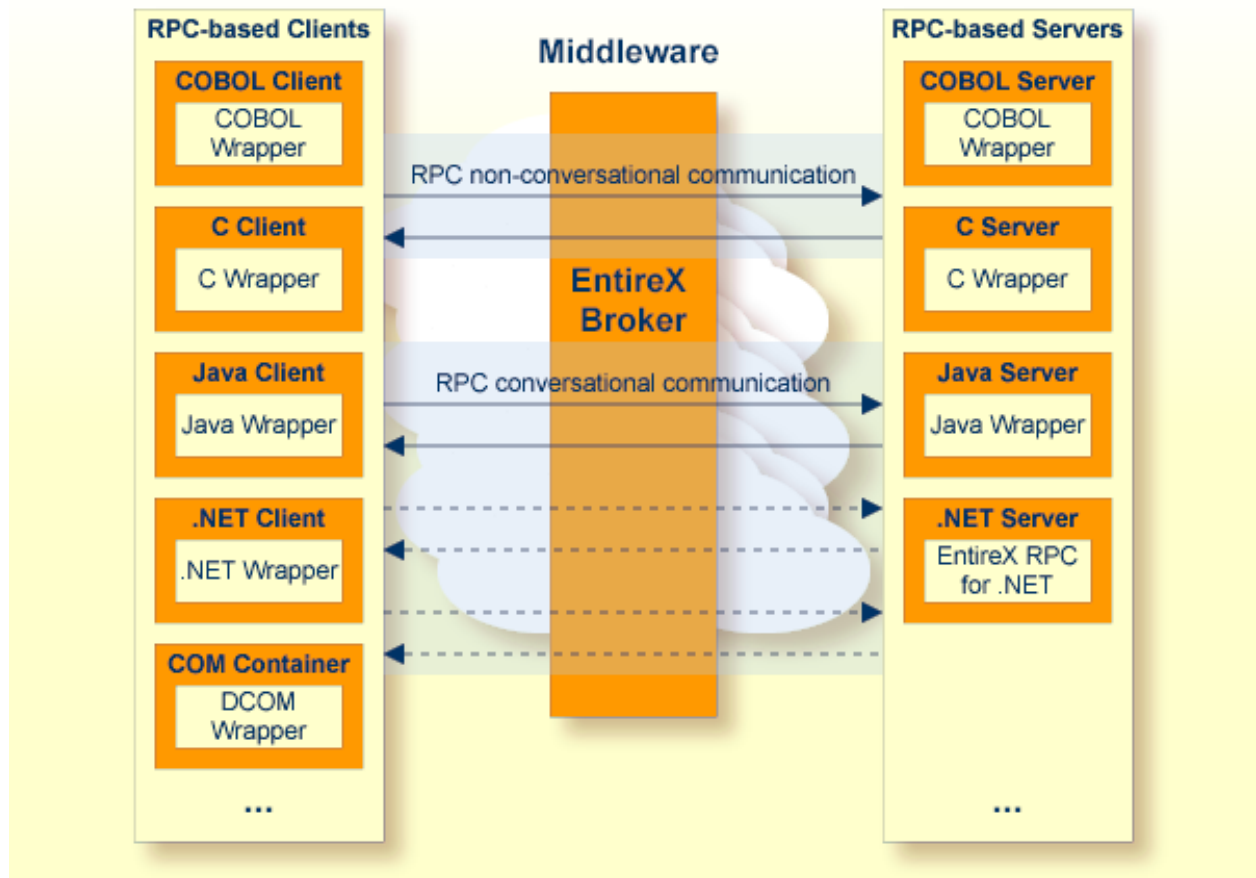 RPC-based Clients
COBOL Client
COBOL
Wrapper
C Client
C Wrapper
Java Client
Java Wrapper
.NET Client
.NET Wrapper
COM Container
DCOM
Wrapper
...
Middleware
RPC non-conversational communication
EntireX
Broker
RPC conversational communication
RPC-based Servers
COBOL Server
COBOL
Wrapper
C Server
C Wrapper
Java Server
Java Wrapper
.NET Server
EntireX RPC
for .NET
...